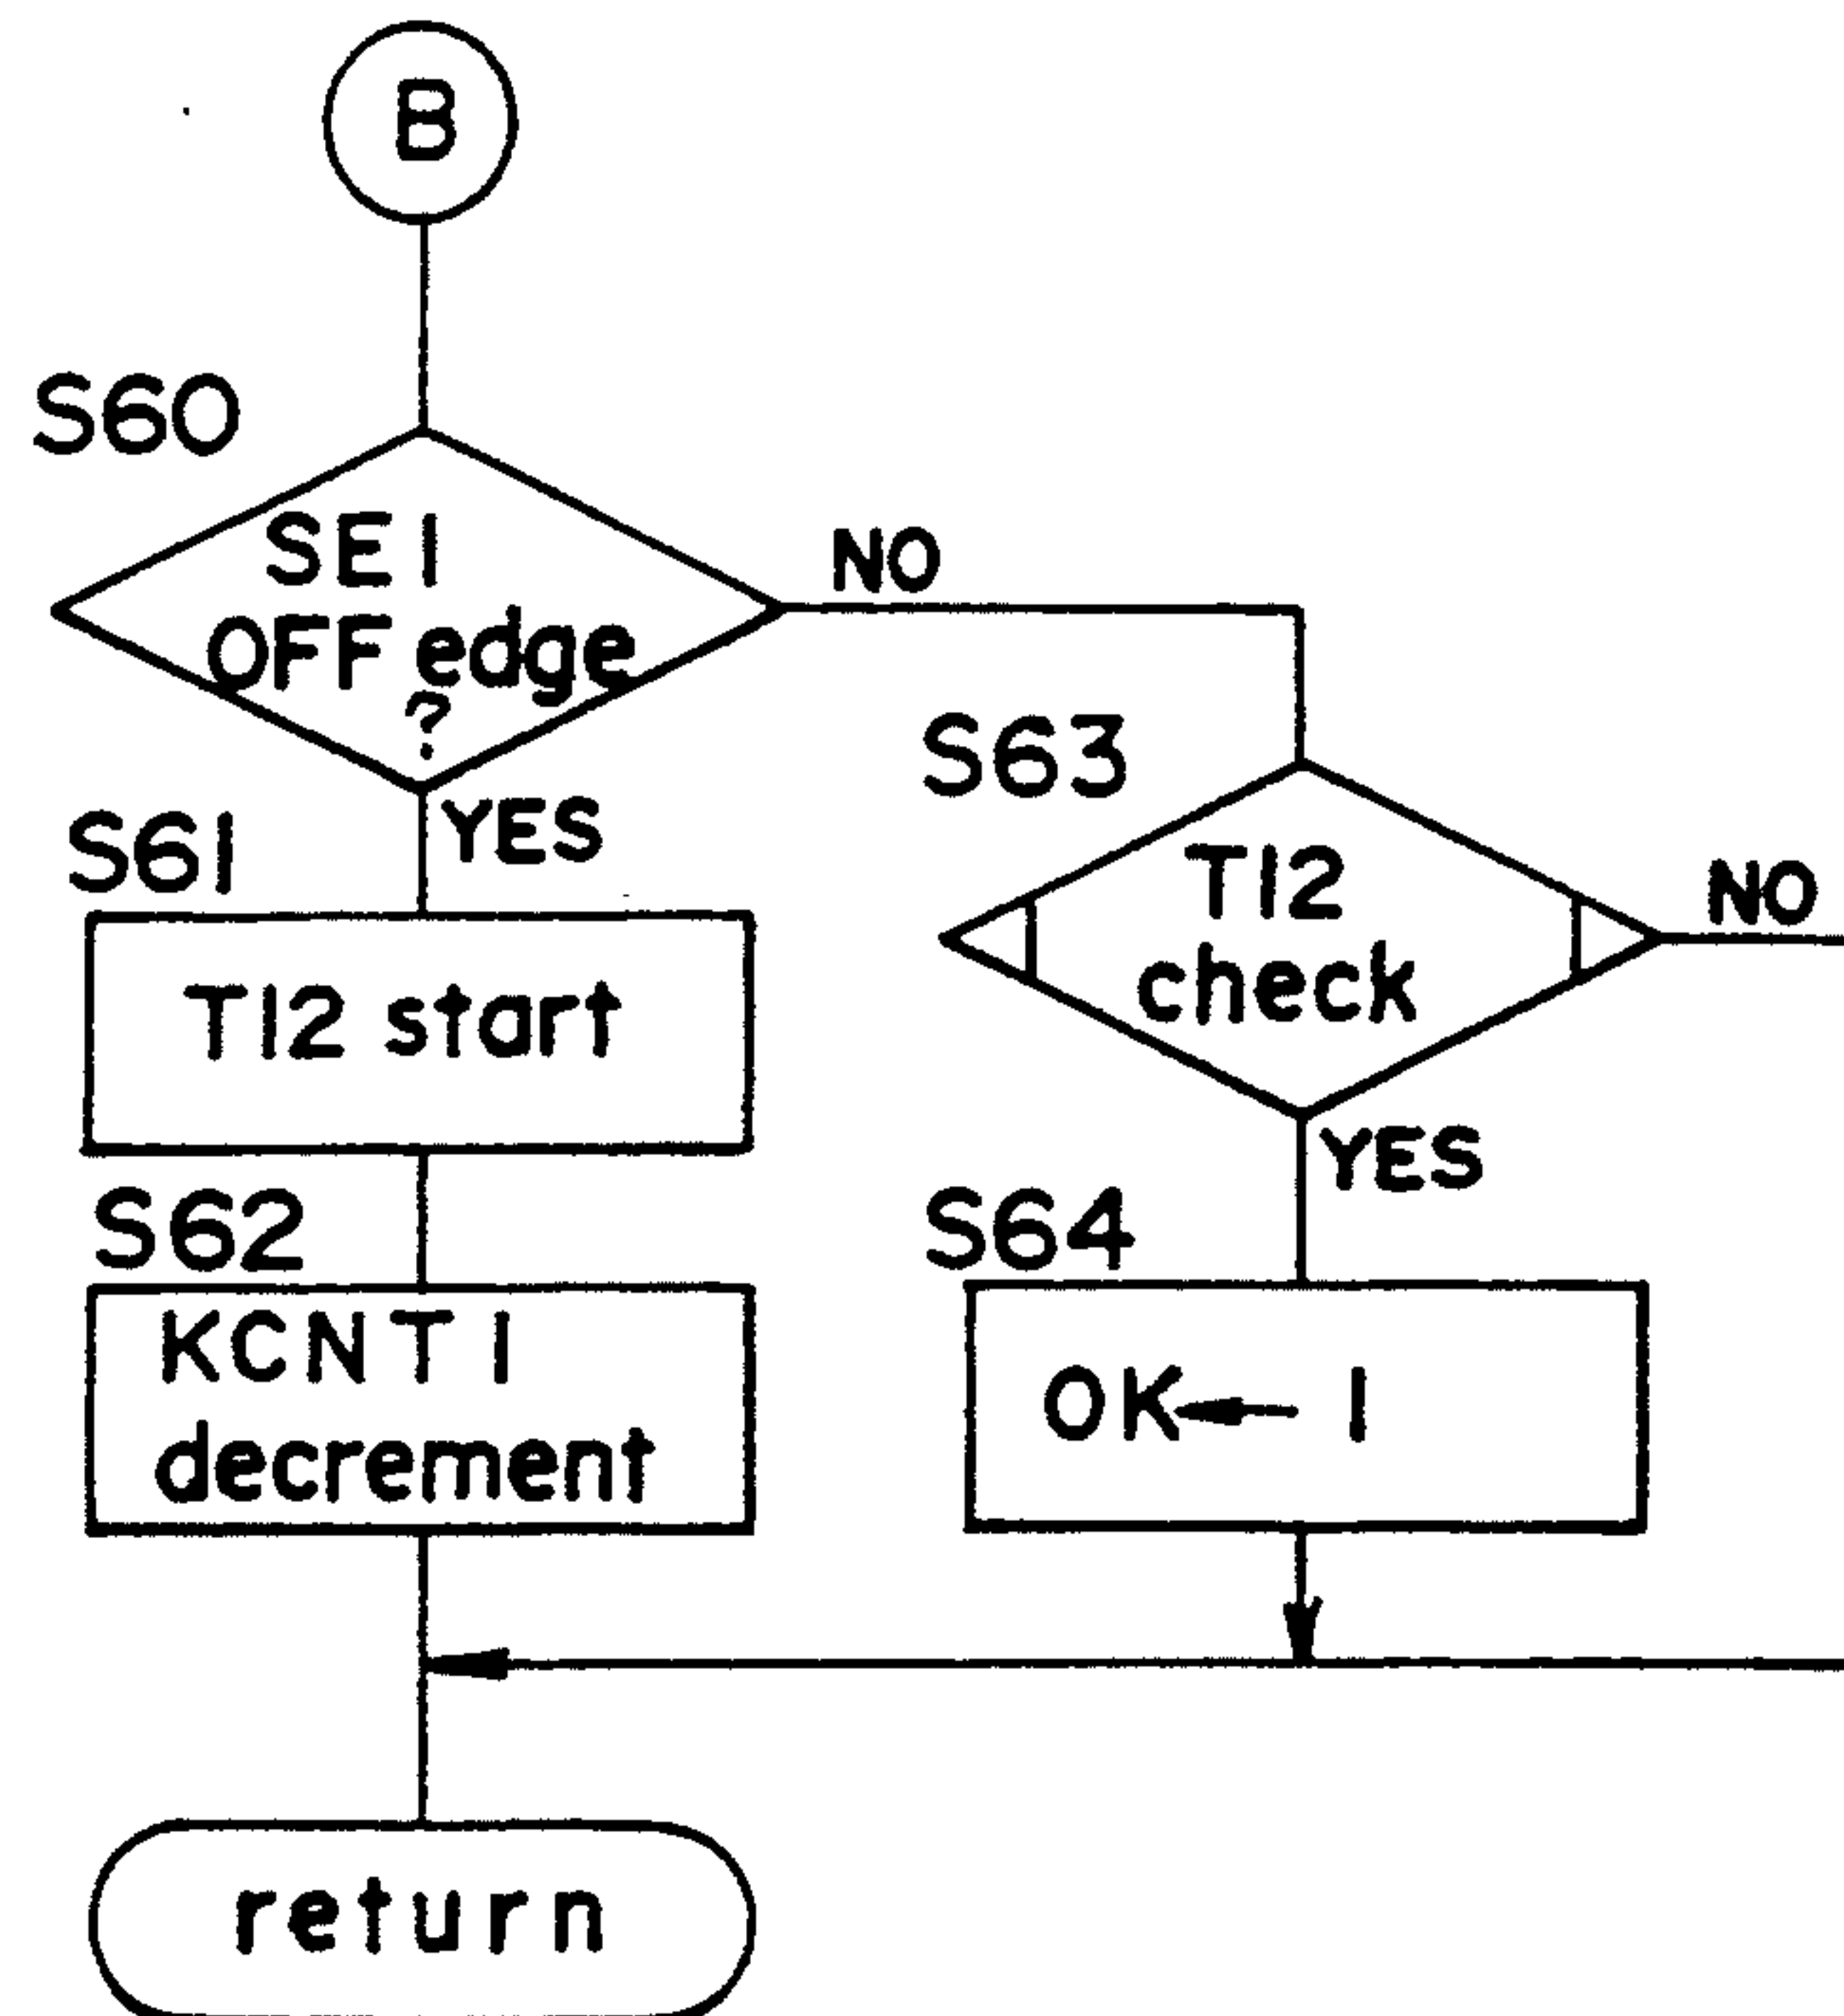 B
S60
SE1
OFF edge
?
NO
YES
S61
T12 start
S62
KCNT1
decrement
S63
T12
check
NO
YES
S64
OK← 1
return